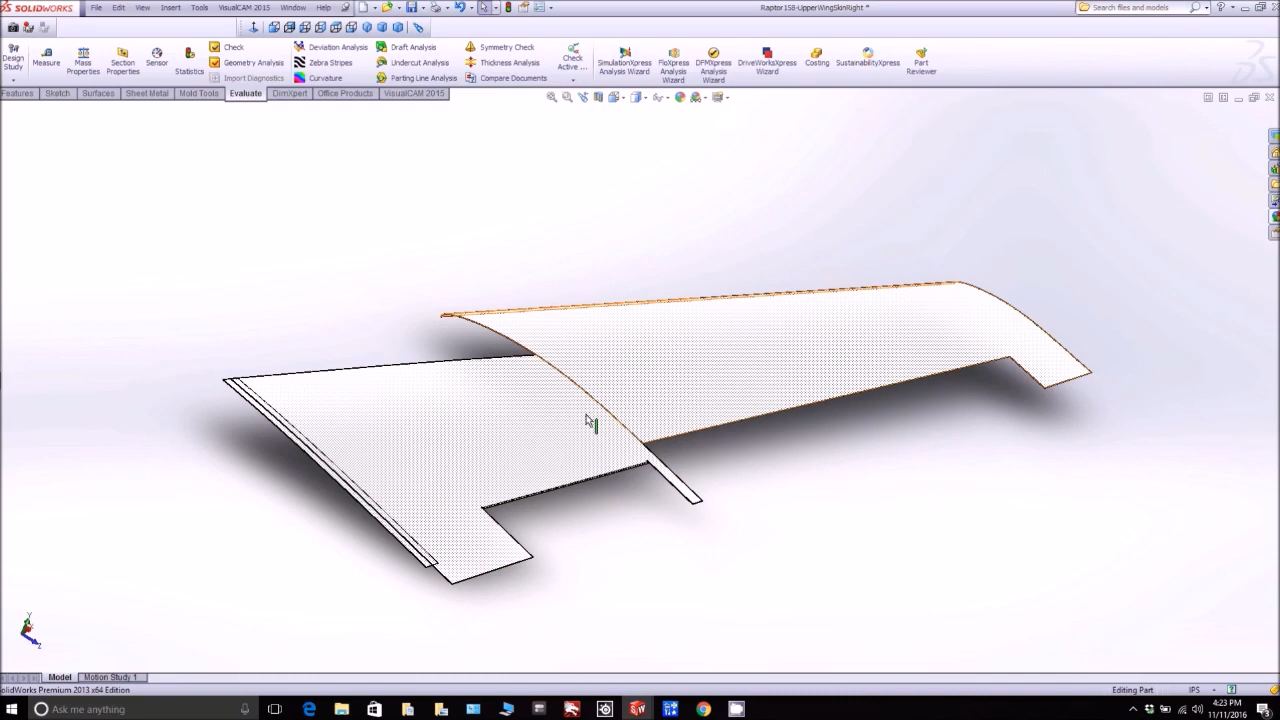 SOLIDWORKS File Edit View Insert Tools VisualCAM 2015 Window Help Raptor158-UpperWingSkinRight * Search files and models
Design Study Measure Mass Properties Section Properties Sensor Statistics Check Geometry Analysis Import Diagnostics Deviation Analysis Zebra Stripes Curvature Draft Analysis Undercut Analysis Parting Line Analysis Symmetry Check Thickness Analysis Compare Documents Check Active ... SimulationXpress Analysis Wizard FloXpress Analysis Wizard DFMXpress Analysis Wizard DriveWorksXpress Wizard Costing SustainabilityXpress Part Reviewer
Features Sketch Surfaces Sheet Metal Mold Tools Evaluate DimXpert Office Products VisualCAM 2015
Y
Z
Model Motion Study 1
olidWorks Premium 2013 x64 Edition Editing Part IPS
Ask me anything 4:23 PM
11/11/2016